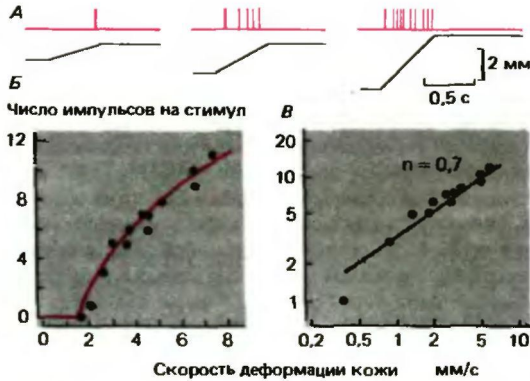 А
2 мм
0,5 с
Б
Число импульсов на стимул
В
12
8
4
0
0 2 4 6 8
20
10
5
2
1
n = 0,7
0,2 0,5 1 2 5 10
Скорость деформации кожи мм/с